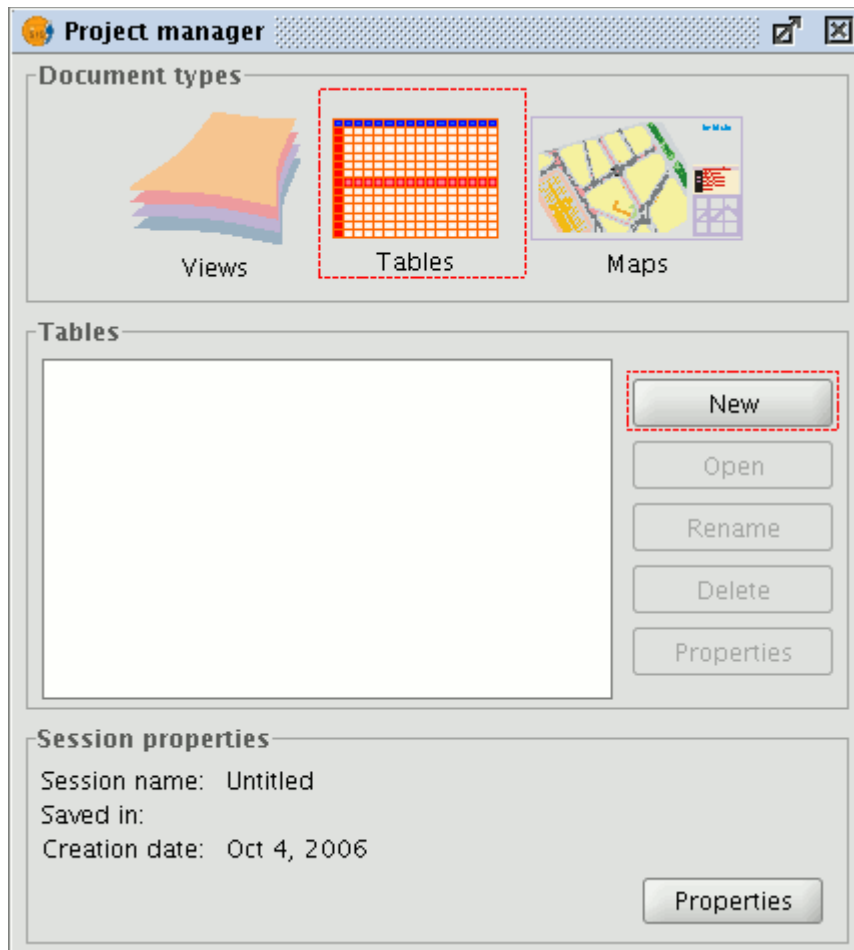 Project manager
Document types
Views
Tables
Maps
Tables
New
Open
Rename
Delete
Properties
Session properties
Session name: Untitled
Saved in:
Creation date: Oct 4, 2006
Properties